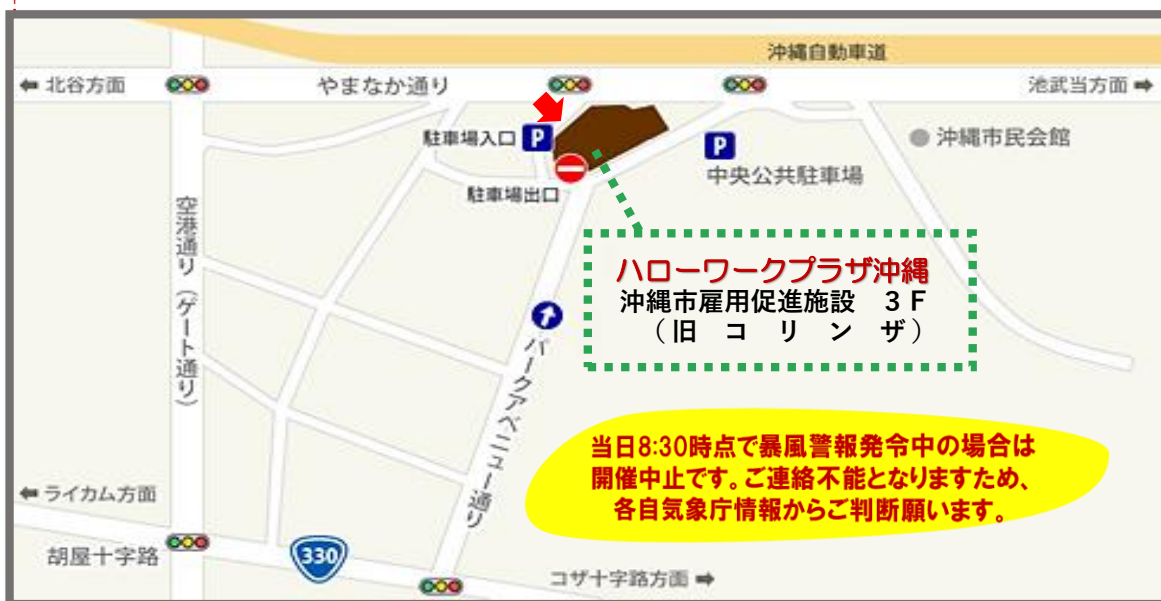 沖縄自動車道
⬅ 北谷方面
やまなか通り
池武当方面 ➡
駐車場入口 P
沖縄市民会館
P
中央公共駐車場
駐車場出口
空港通り（ゲート通り）
ハローワークプラザ沖縄
沖縄市雇用促進施設　３Ｆ
（旧　コ　リ　ン　ザ）
パークアベニュー通り
当日8:30時点で暴風警報発令中の場合は
開催中止です。ご連絡不能となりますため、
各自気象庁情報からご判断願います。
⬅ ライカム方面
胡屋十字路
330
コザ十字路方面 ➡